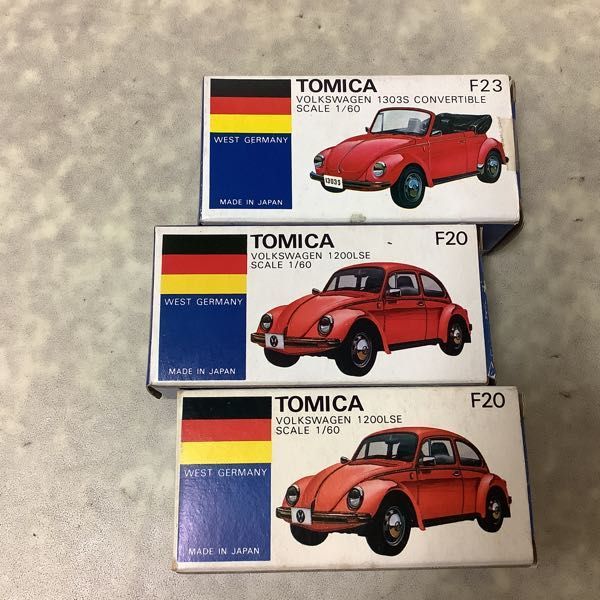 TOMICA F23
VOLKSWAGEN 1303S CONVERTIBLE
SCALE 1/60
WEST GERMANY
1303S
MADE IN JAPAN
TOMICA F20
VOLKSWAGEN 1200LSE
SCALE 1/60
WEST GERMANY
MADE IN JAPAN
TOMICA F20
VOLKSWAGEN 1200LSE
SCALE 1/60
WEST GERMANY
MADE IN JAPAN